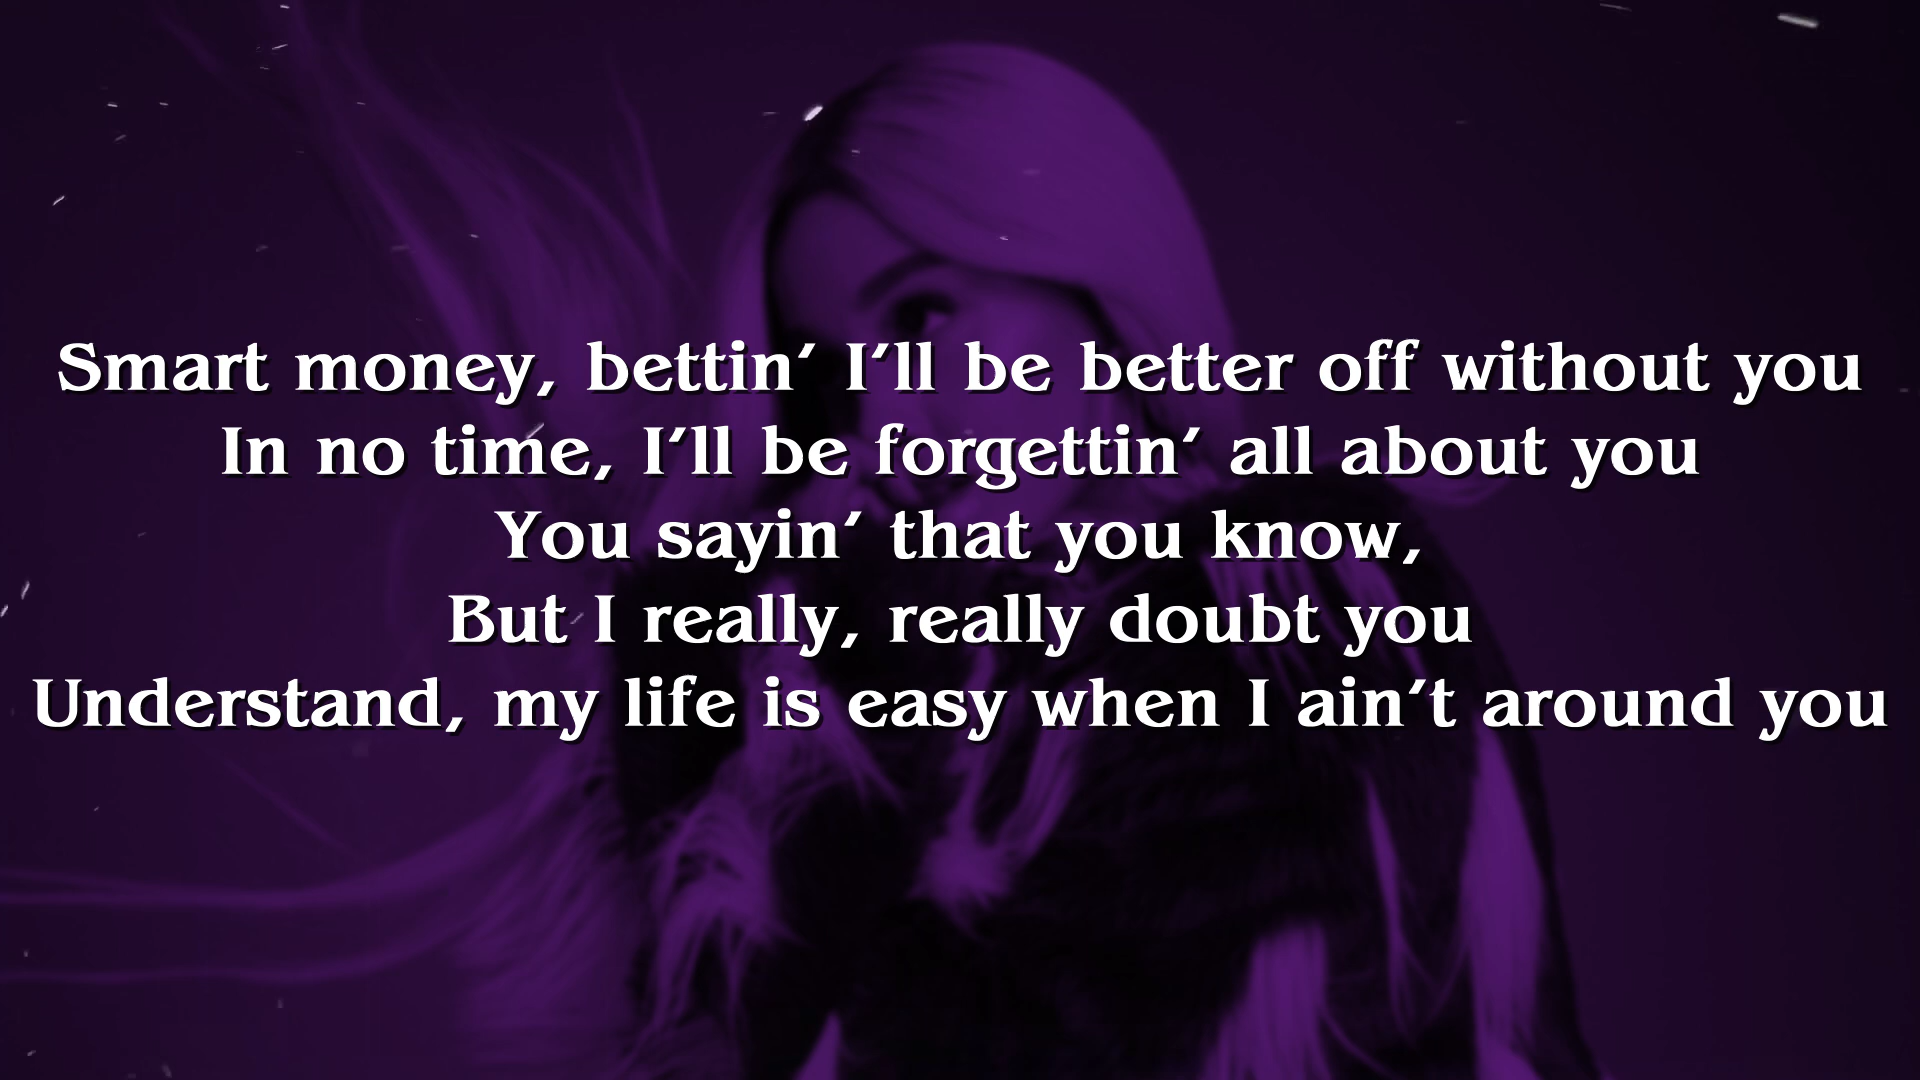 Smart money, bettin’ I’ll be better off without you
In no time, I’ll be forgettin’ all about you
You sayin’ that you know,
But I really, really doubt you
Understand, my life is easy when I ain’t around you